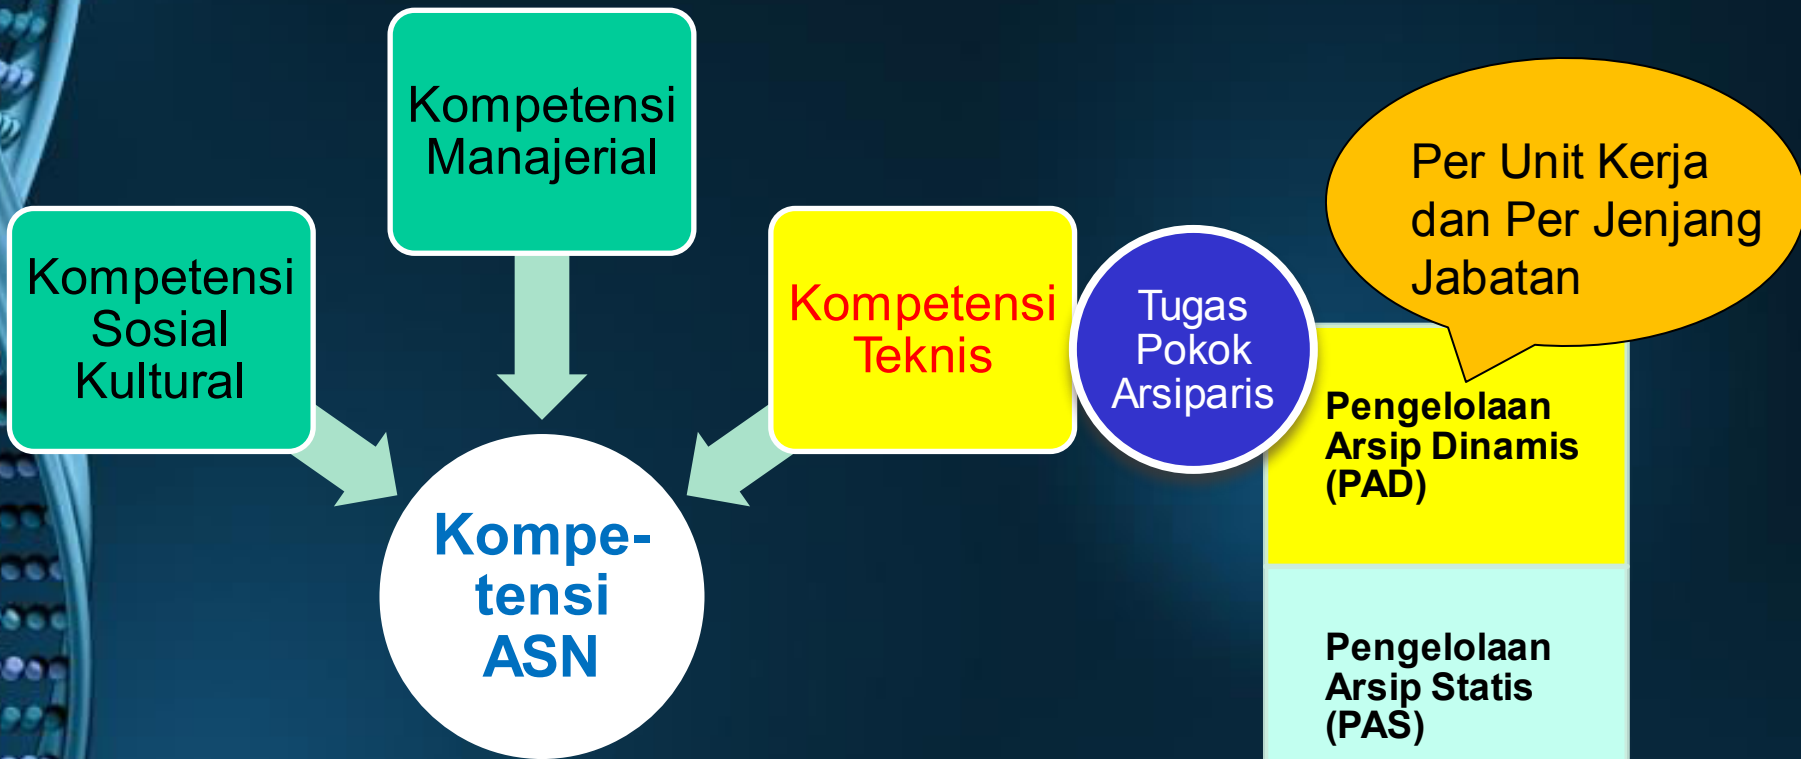 Kompetensi
Manajerial
Kompetensi
Sosial
Kultural
Kompetensi
Teknis
Tugas
Pokok
Arsiparis
Per Unit Kerja
dan Per Jenjang
Jabatan
Kompe-
tensi
ASN
Pengelolaan
Arsip Dinamis
(PAD)
Pengelolaan
Arsip Statis
(PAS)